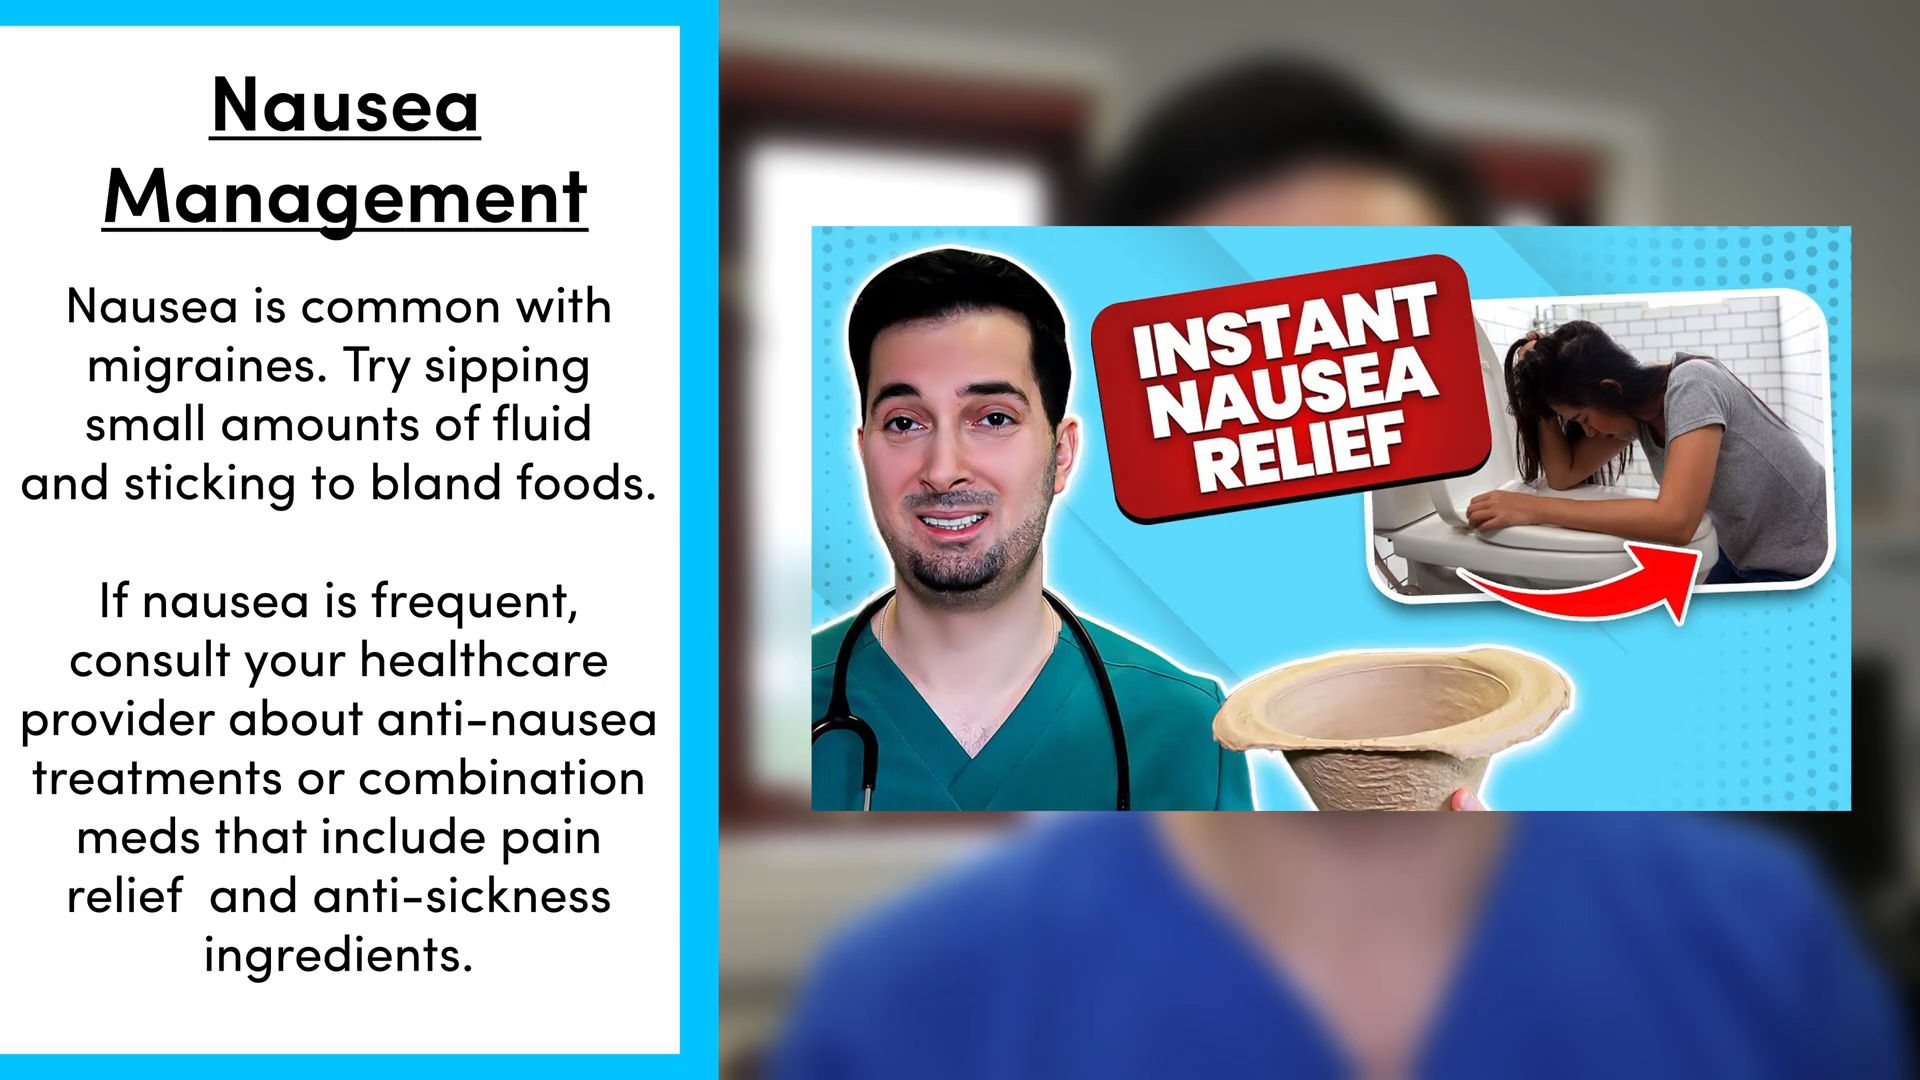 Nausea
Management
Nausea is common with
migraines. Try sipping
small amounts of fluid
and sticking to bland foods.
If nausea is frequent,
consult your healthcare
provider about anti-nausea
treatments or combination
meds that include pain
relief  and anti-sickness
ingredients.
INSTANT
NAUSEA
RELIEF